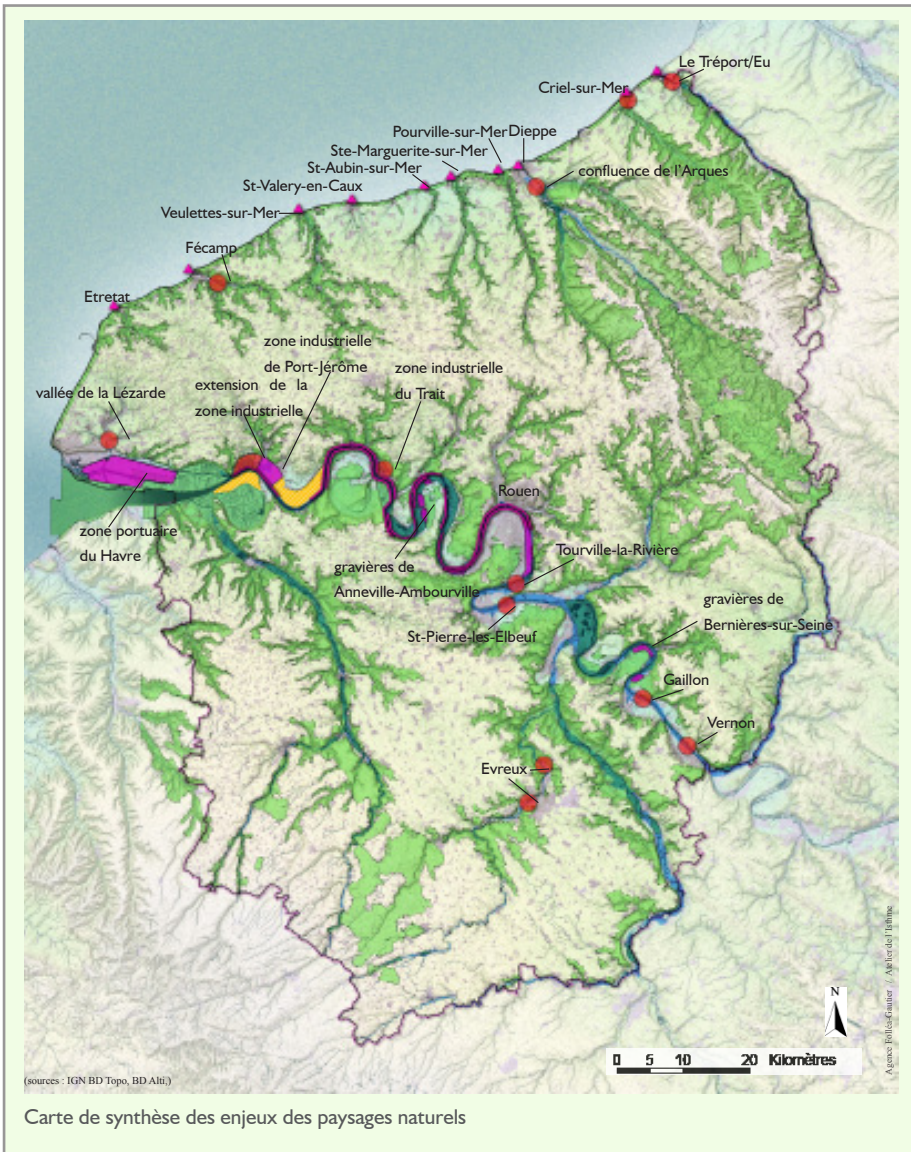 Le Tréport/Eu
Criel-sur-Mer
Pourville-sur-Mer
Dieppe
Ste-Marguerite-sur-Mer
St-Aubin-sur-Mer
confluence de l'Arques
St-Valery-en-Caux
Veulettes-sur-Mer
Fécamp
Etretat
zone industrielle
de Port-Jérôme
zone industrielle
du Trait
extension de la
zone industrielle
vallée de la Lézarde
Rouen
zone portuaire
du Havre
Tourville-la-Rivière
gravières de
Anneville-Ambourville
gravières de
Bernières-sur-Seine
St-Pierre-les-Elbeuf
Gaillon
Vernon
Evreux
Agence Folléa-Gautier / Atelier de l'Isthme
N
0 5 10 20 Kilomètres
(sources : IGN BD Topo, BD Alti,)
Carte de synthèse des enjeux des paysages naturels